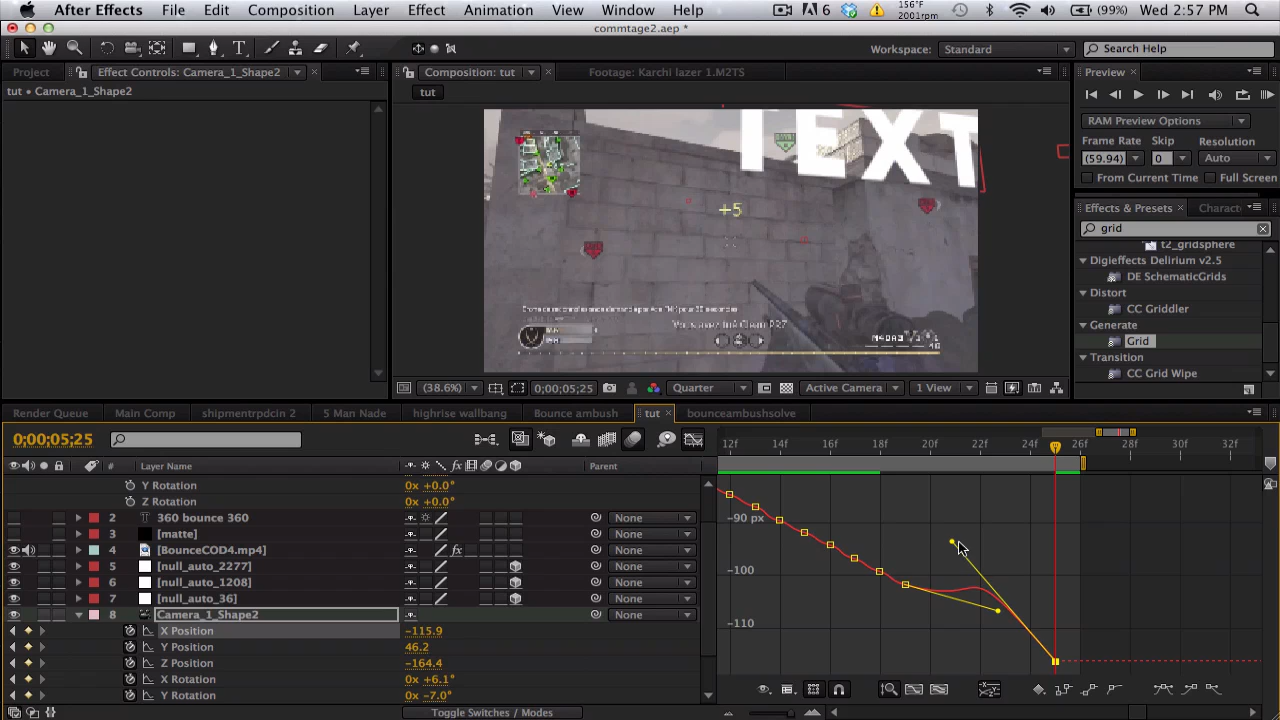 After Effects File Edit Composition Layer Effect Animation View Window Help 6 156°F 2001rpm (99%) Wed 2:57 PM
commtage2.aep *
Workspace: Standard Search Help
Project Effect Controls: Camera_1_Shape2 Composition: tut Footage: Karchi lazer 1.M2TS Preview
tut • Camera_1_Shape2
tut
RAM Preview Options
Frame Rate Skip Resolution
(59.94) 0 Auto
From Current Time Full Screen
TEXT
+5
M40A3
Effects & Presets Charact
grid
t2_gridsphere
Digieffects Delirium v2.5
DE SchematicGrids
Distort
CC Griddler
Generate
Grid
Transition
CC Grid Wipe
(38.6%) 0;00;05;25 Quarter Active Camera 1 View
Render Queue Main Comp shipmentrpdcin 2 5 Man Nade highrise wallbang Bounce ambush tut bounceambushsolve
0;00;05;25
12f 14f 16f 18f 20f 22f 24f 26f 28f 30f 32f
# Layer Name fx Parent
Y Rotation 0x +0.0°
Z Rotation 0x +0.0°
2 T 360 bounce 360 None
3 [matte] None
4 [BounceCOD4.mp4] fx None
5 [null_auto_2277] None
6 [null_auto_1208] None
7 [null_auto_36] None
8 Camera_1_Shape2 None
X Position -115.9
Y Position 46.2
Z Position -164.4
X Rotation 0x +6.1°
Y Rotation 0x -7.0°
-90 px
-100
-110
Toggle Switches / Modes